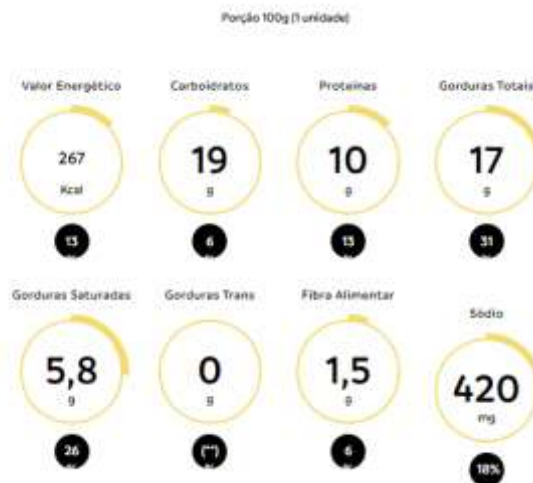 Porção 100g (1 unidade)
Valor Energético
267
Kcal
13
Carboidratos
19
g
6
Proteínas
10
g
13
Gorduras Totais
17
g
31
Gorduras Saturadas
5,8
g
26
Gorduras Trans
0
g
(**)
Fibra Alimentar
1,5
g
6
Sódio
420
mg
18%